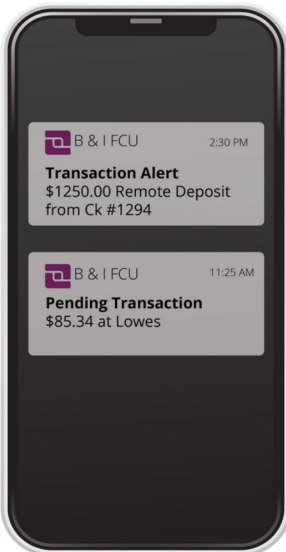 B & I FCU 2:30 PM
Transaction Alert
$1250.00 Remote Deposit
from Ck #1294
B & I FCU 11:25 AM
Pending Transaction
$85.34 at Lowes